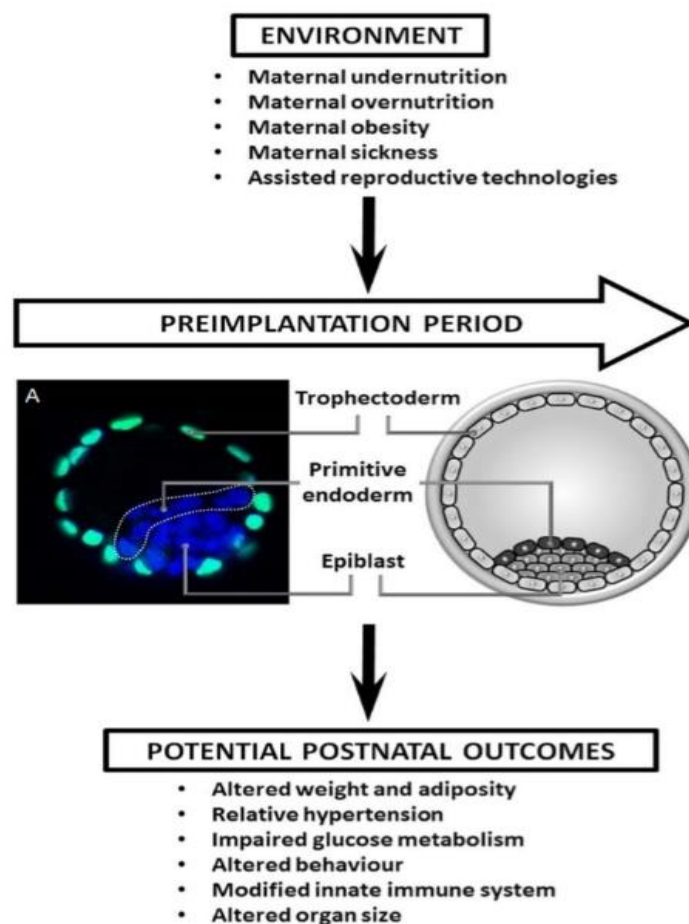 ENVIRONMENT
• Maternal undernutrition
• Maternal overnutrition
• Maternal obesity
• Maternal sickness
• Assisted reproductive technologies
PREIMPLANTATION PERIOD
A
Trophectoderm
Primitive
endoderm
Epiblast
POTENTIAL POSTNATAL OUTCOMES
• Altered weight and adiposity
• Relative hypertension
• Impaired glucose metabolism
• Altered behaviour
• Modified innate immune system
• Altered organ size